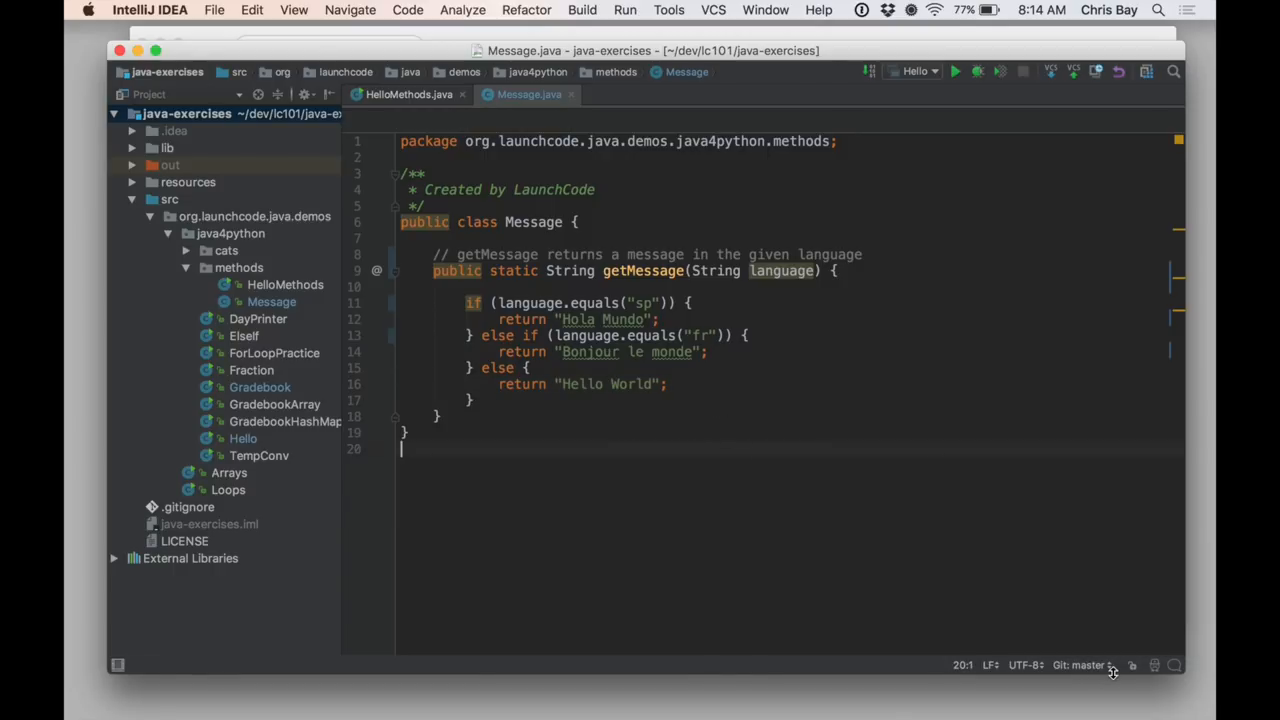 IntelliJ IDEA File Edit View Navigate Code Analyze Refactor Build Run Tools VCS Window Help 77% 8:14 AM Chris Bay
Message.java - java-exercises - [~/dev/lc101/java-exercises]
java-exercises src org launchcode java demos java4python methods Message Hello
Project
HelloMethods.java
Message.java
java-exercises ~/dev/lc101/java-ex
.idea
lib
out
resources
src
org.launchcode.java.demos
java4python
cats
methods
HelloMethods
Message
DayPrinter
ElseIf
ForLoopPractice
Fraction
Gradebook
GradebookArray
GradebookHashMap
Hello
TempConv
Arrays
Loops
.gitignore
java-exercises.iml
LICENSE
External Libraries
1 package org.launchcode.java.demos.java4python.methods;
2
3 /**
4 * Created by LaunchCode
5 */
6 public class Message {
7
8 // getMessage returns a message in the given language
9 @ public static String getMessage(String language) {
10
11 if (language.equals("sp")) {
12 return "Hola Mundo";
13 } else if (language.equals("fr")) {
14 return "Bonjour le monde";
15 } else {
16 return "Hello World";
17 }
18 }
19 }
20
20:1 LF UTF-8 Git: master